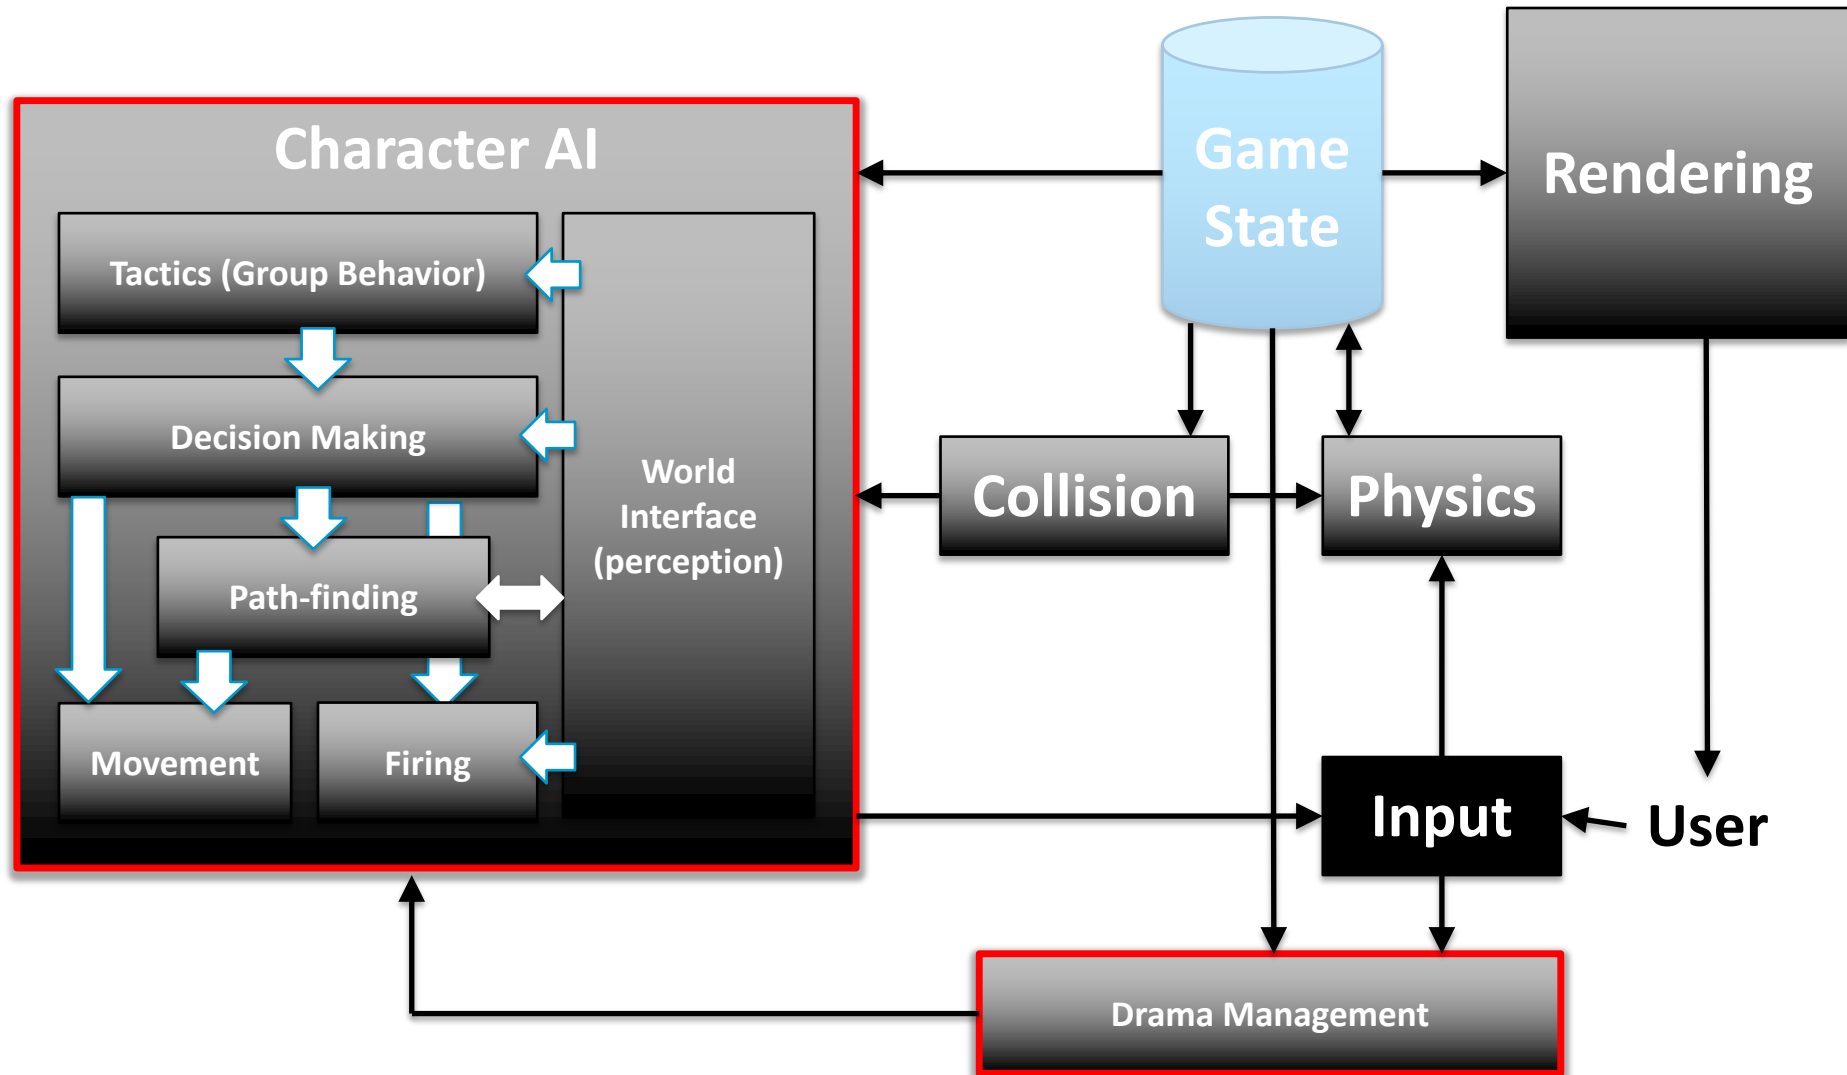 Character AI
Tactics (Group Behavior)
Decision Making
Path-finding
Movement
Firing
World
Interface
(perception)
Game
State
Rendering
Collision
Physics
Input
User
Drama Management